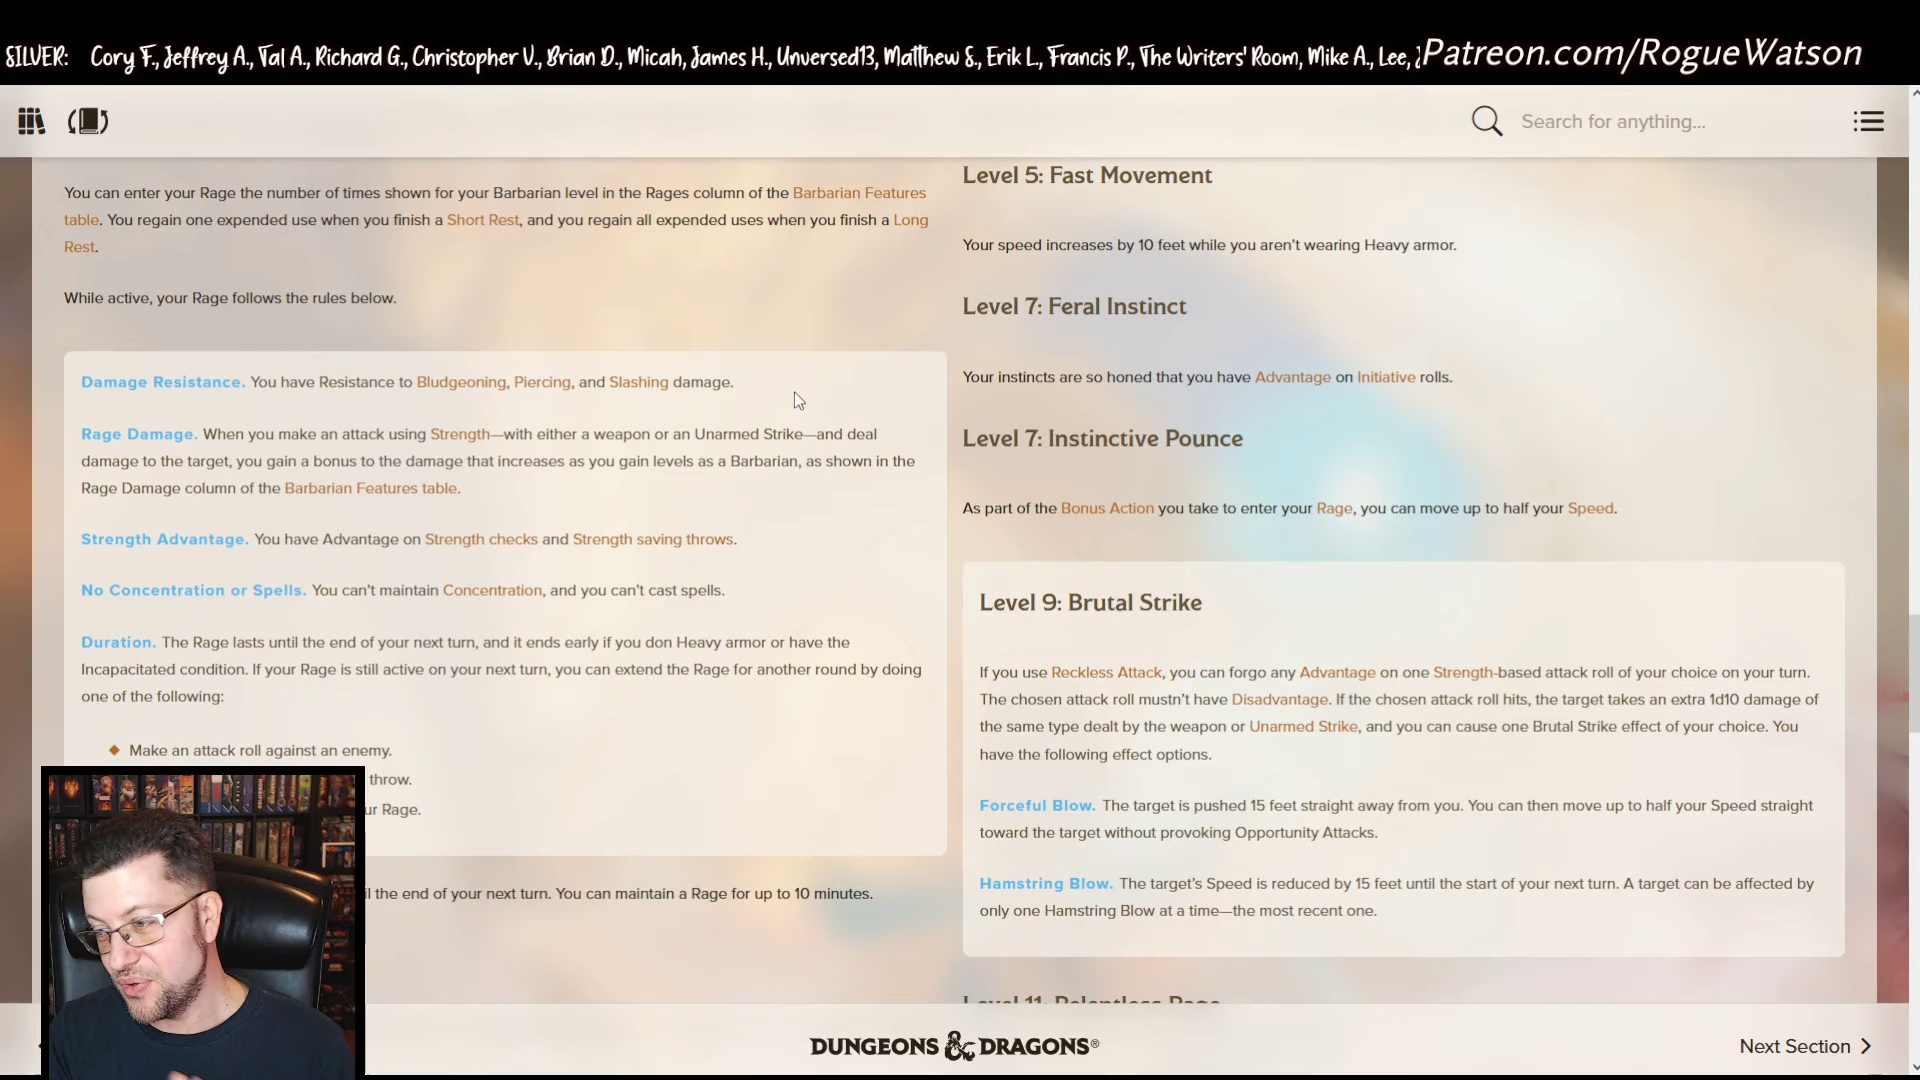 SILVER: Cory F., Jeffrey A., Tal A., Richard G., Christopher V., Brian D., Micah, James H., Unversed13, Matthew S., Erik L., Francis P., The Writers' Room, Mike A., Lee,
Patreon.com/RogueWatson
Search for anything...
You can enter your Rage the number of times shown for your Barbarian level in the Rages column of the Barbarian Features
table. You regain one expended use when you finish a Short Rest, and you regain all expended uses when you finish a Long
Rest.
While active, your Rage follows the rules below.
Damage Resistance. You have Resistance to Bludgeoning, Piercing, and Slashing damage.
Rage Damage. When you make an attack using Strength—with either a weapon or an Unarmed Strike—and deal
damage to the target, you gain a bonus to the damage that increases as you gain levels as a Barbarian, as shown in the
Rage Damage column of the Barbarian Features table.
Strength Advantage. You have Advantage on Strength checks and Strength saving throws.
No Concentration or Spells. You can't maintain Concentration, and you can't cast spells.
Duration. The Rage lasts until the end of your next turn, and it ends early if you don Heavy armor or have the
Incapacitated condition. If your Rage is still active on your next turn, you can extend the Rage for another round by doing
one of the following:
Make an attack roll against an enemy.
throw.
ur Rage.
the end of your next turn. You can maintain a Rage for up to 10 minutes.
Level 5: Fast Movement
Your speed increases by 10 feet while you aren't wearing Heavy armor.
Level 7: Feral Instinct
Your instincts are so honed that you have Advantage on Initiative rolls.
Level 7: Instinctive Pounce
As part of the Bonus Action you take to enter your Rage, you can move up to half your Speed.
Level 9: Brutal Strike
If you use Reckless Attack, you can forgo any Advantage on one Strength-based attack roll of your choice on your turn.
The chosen attack roll mustn't have Disadvantage. If the chosen attack roll hits, the target takes an extra 1d10 damage of
the same type dealt by the weapon or Unarmed Strike, and you can cause one Brutal Strike effect of your choice. You
have the following effect options.
Forceful Blow. The target is pushed 15 feet straight away from you. You can then move up to half your Speed straight
toward the target without provoking Opportunity Attacks.
Hamstring Blow. The target's Speed is reduced by 15 feet until the start of your next turn. A target can be affected by
only one Hamstring Blow at a time—the most recent one.
Level 11: Relentless Rage
DUNGEONS & DRAGONS®
Next Section